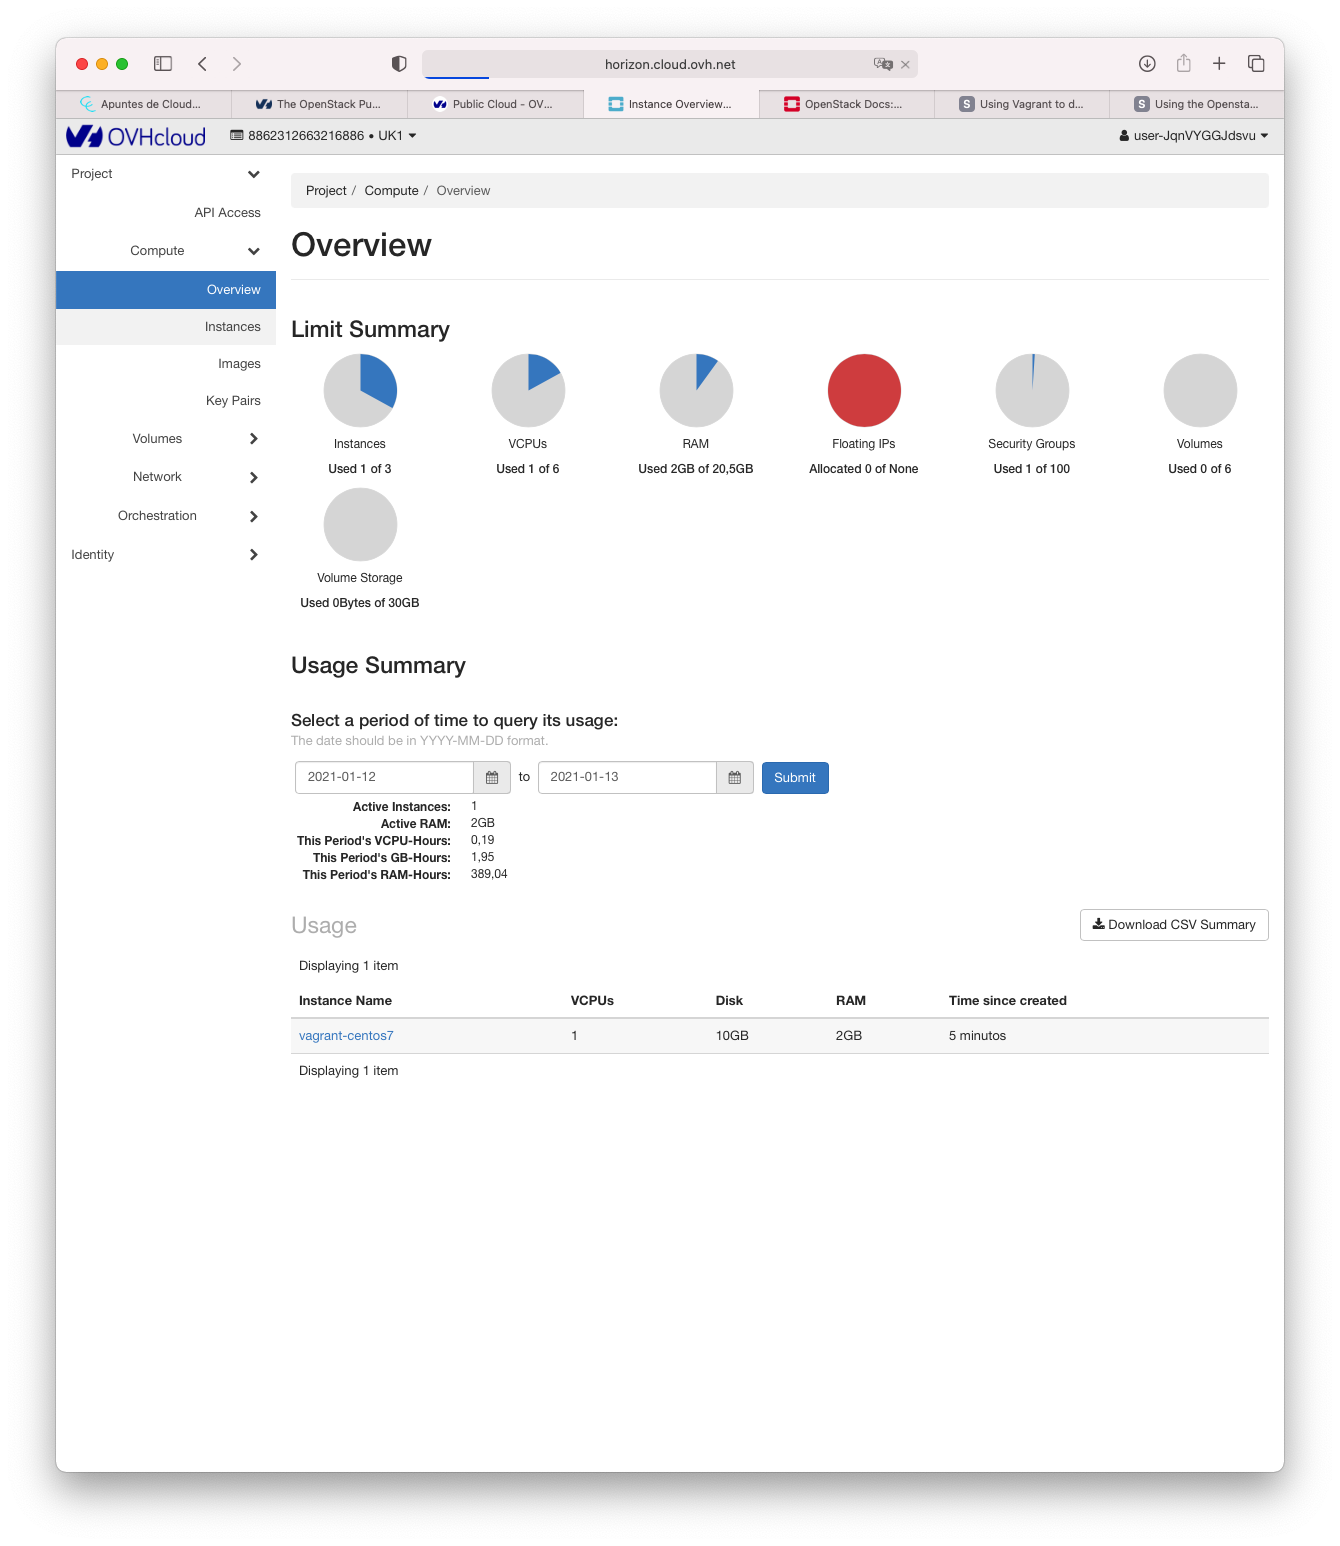 horizon.cloud.ovh.net
Apuntes de Cloud...
The OpenStack Pu...
Public Cloud - OV...
Instance Overview...
OpenStack Docs:...
S Using Vagrant to d...
S Using the Opensta...
OVHcloud
8862312663216886 • UK1
user-JqnVYGGJdsvu
Project
API Access
Compute
Overview
Instances
Images
Key Pairs
Volumes
Network
Orchestration
Identity
Project / Compute / Overview
Overview
Limit Summary
Instances
Used 1 of 3
VCPUs
Used 1 of 6
RAM
Used 2GB of 20,5GB
Floating IPs
Allocated 0 of None
Security Groups
Used 1 of 100
Volumes
Used 0 of 6
Volume Storage
Used 0Bytes of 30GB
Usage Summary
Select a period of time to query its usage:
The date should be in YYYY-MM-DD format.
2021-01-12 to 2021-01-13 Submit
Active Instances: 1
Active RAM: 2GB
This Period's VCPU-Hours: 0,19
This Period's GB-Hours: 1,95
This Period's RAM-Hours: 389,04
Usage
Download CSV Summary
Displaying 1 item
Instance Name VCPUs Disk RAM Time since created
vagrant-centos7 1 10GB 2GB 5 minutos
Displaying 1 item